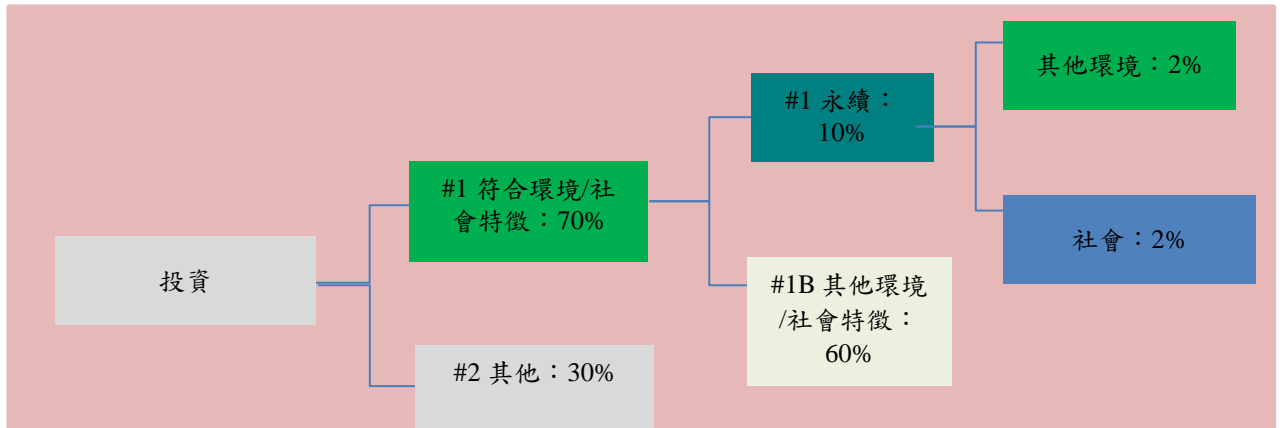 投資
#1 符合環境/社
會特徵：70%
#2 其他：30%
#1 永續：
10%
#1B 其他環境
/社會特徵：
60%
其他環境：2%
社會：2%